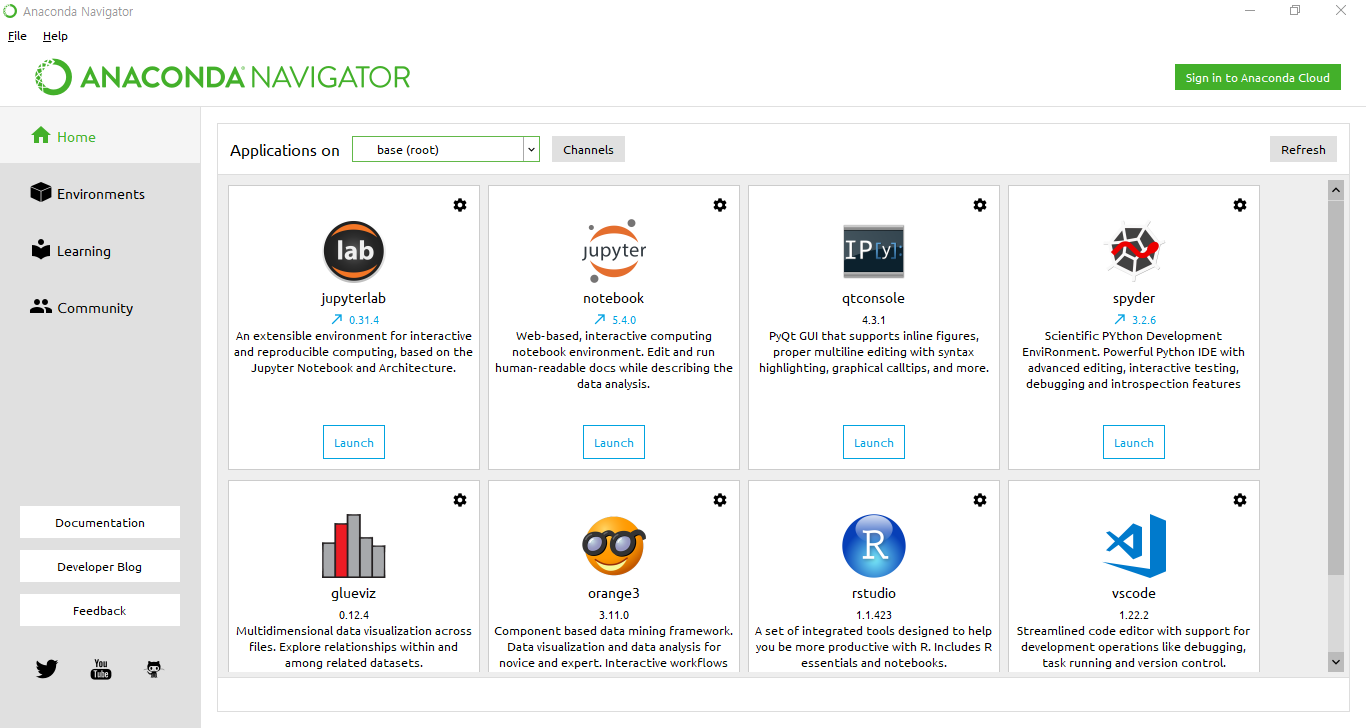 Anaconda Navigator
File Help
ANACONDA NAVIGATOR
Sign in to Anaconda Cloud
Home
Environments
Learning
Community
Documentation
Developer Blog
Feedback
You
Tube
Applications on base (root) Channels Refresh
lab
jupyterlab
0.31.4
An extensible environment for interactive
and reproducible computing, based on the
Jupyter Notebook and Architecture.
Launch
jupyter
notebook
5.4.0
Web-based, interactive computing
notebook environment. Edit and run
human-readable docs while describing the
data analysis.
Launch
IP[y]:
qtconsole
4.3.1
PyQt GUI that supports inline figures,
proper multiline editing with syntax
highlighting, graphical calltips, and more.
Launch
spyder
3.2.6
Scientific PYthon Development
EnviRonment. Powerful Python IDE with
advanced editing, interactive testing,
debugging and introspection features
Launch
glueviz
0.12.4
Multidimensional data visualization across
files. Explore relationships within and
among related datasets.
orange3
3.11.0
Component based data mining framework.
Data visualization and data analysis for
novice and expert. Interactive workflows
R
rstudio
1.1.423
A set of integrated tools designed to help
you be more productive with R. Includes R
essentials and notebooks.
vscode
1.22.2
Streamlined code editor with support for
development operations like debugging,
task running and version control.